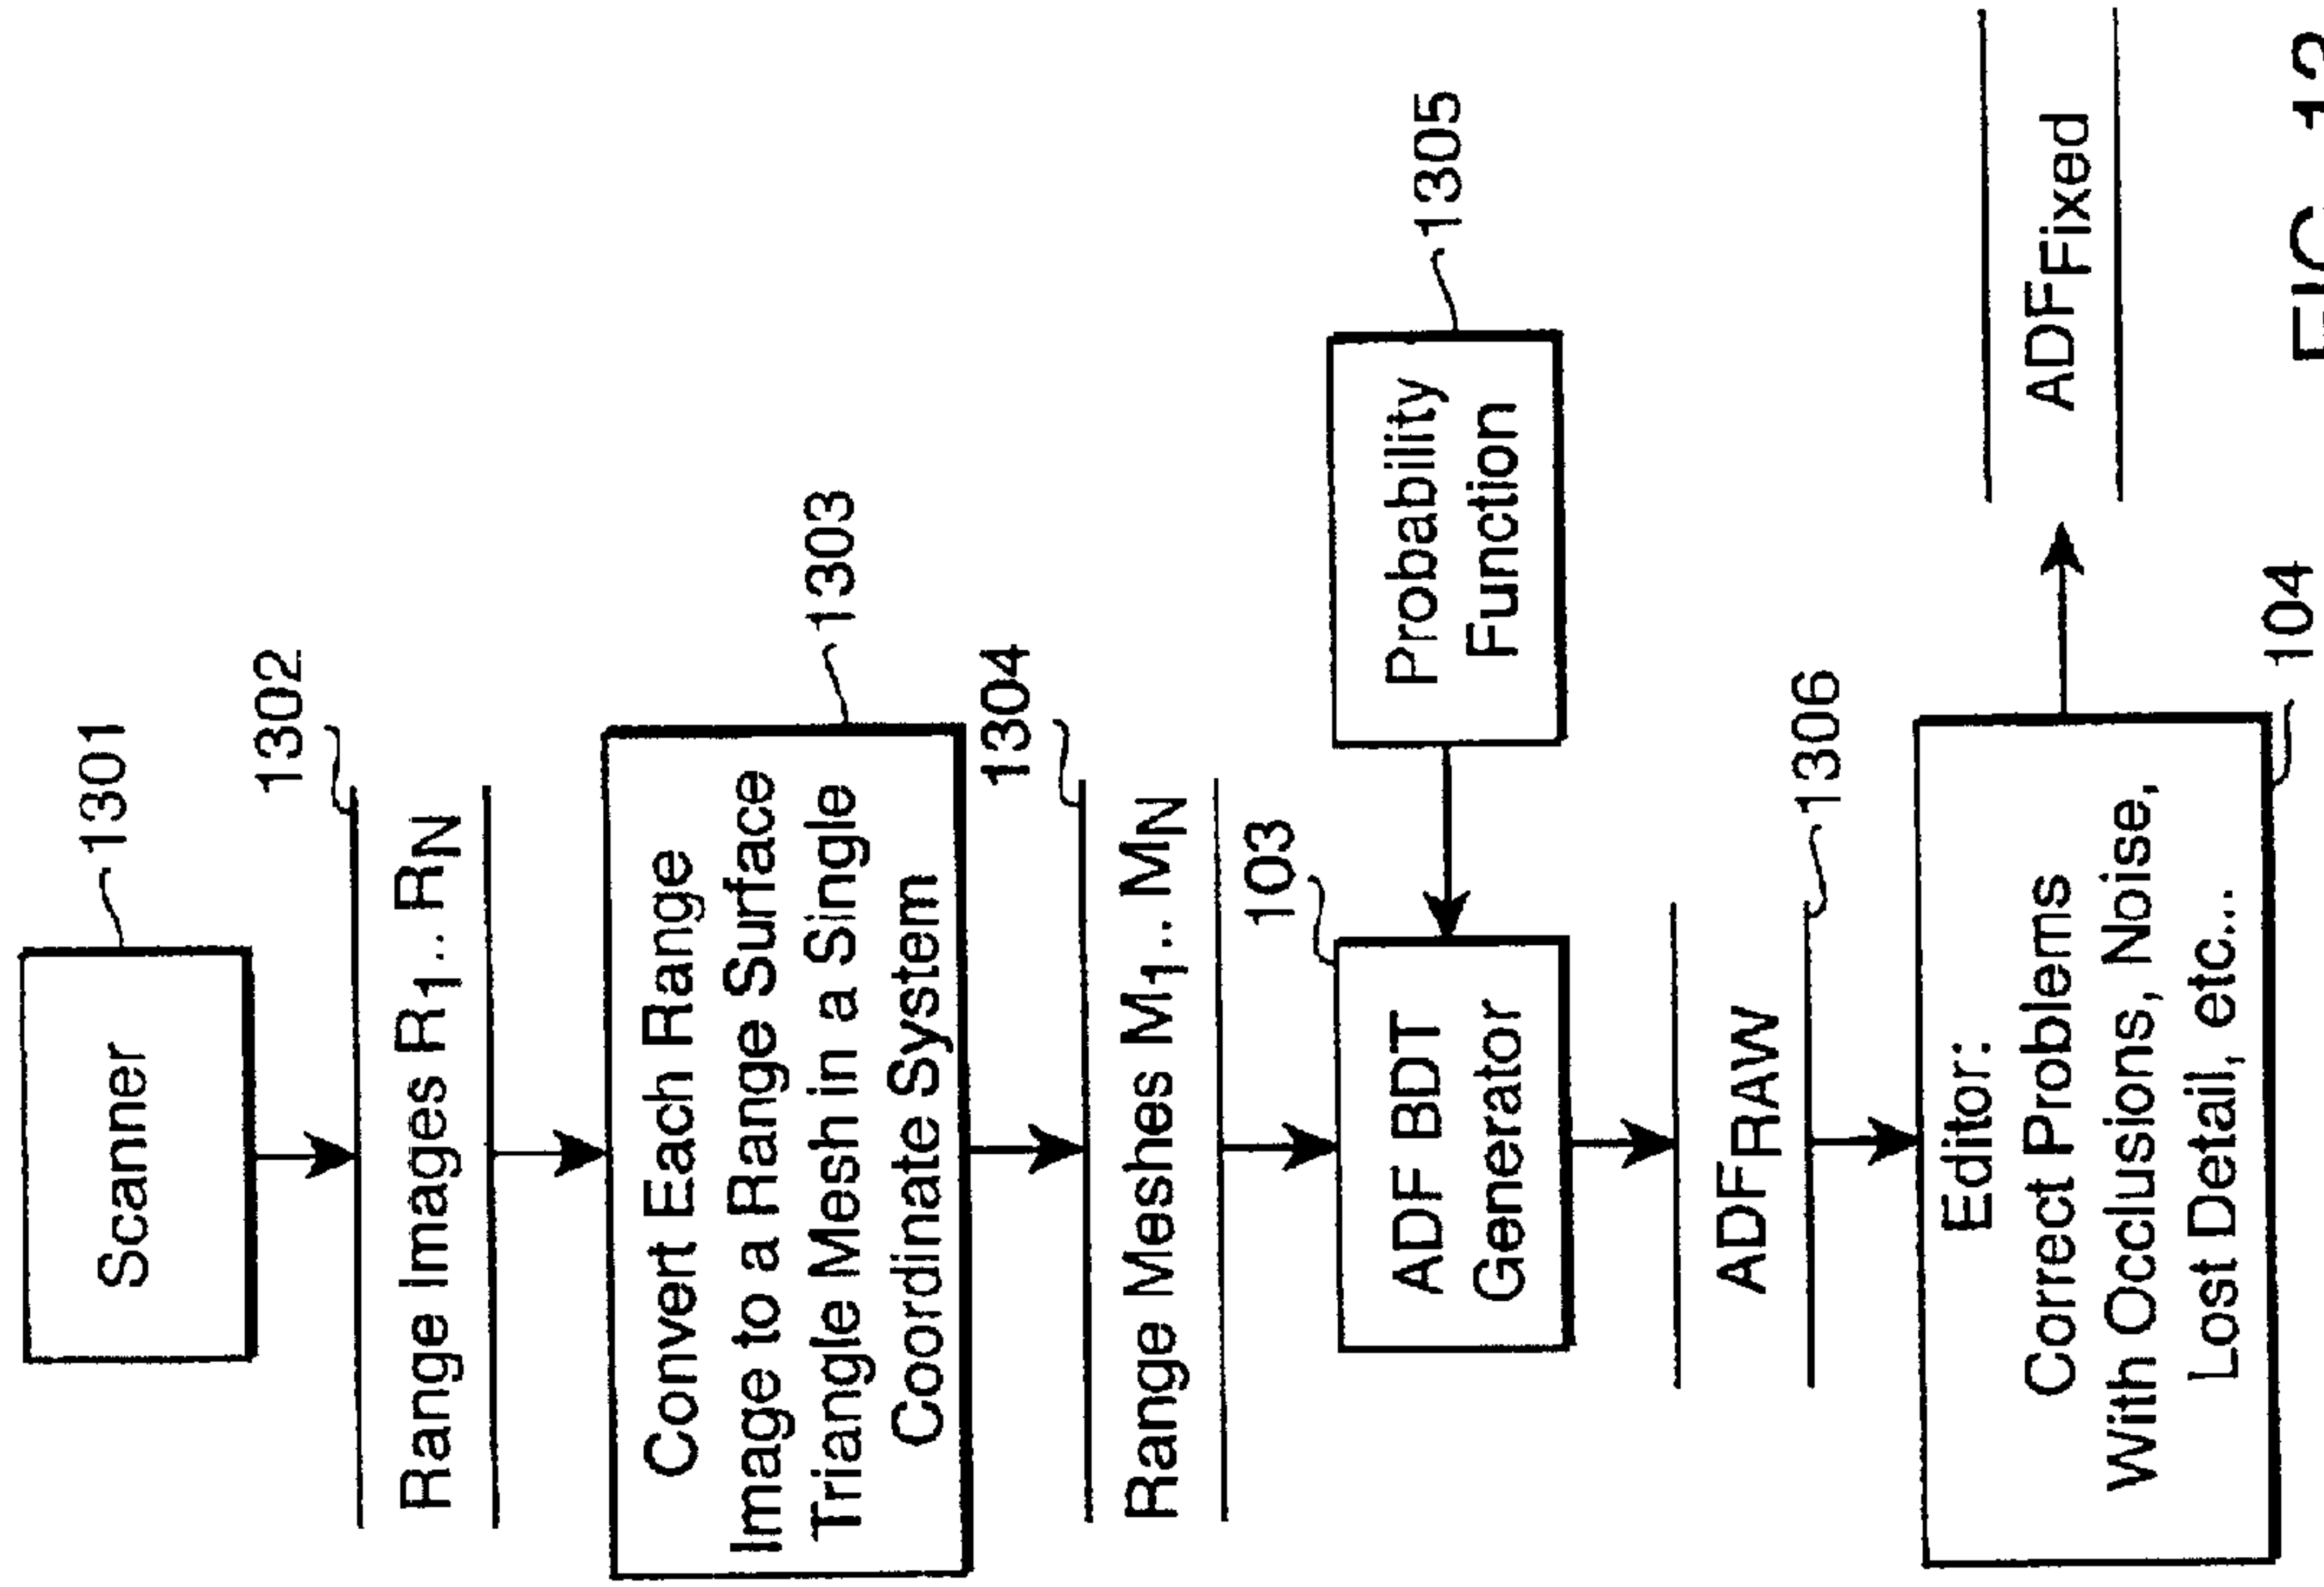 1301
Scanner
1302
Range Images R1... RN
1303
Convert Each Range
Image to a Range Surface
Triangle Mesh in a Single
Coordinate System
1304
Range Meshes M1... MN
103
ADF BDT
Generator
1305
Probability
Function
ADFRAW
1306
Editor:
Correct Problems
With Occlusions, Noise,
Lost Detail, etc...
104
ADFFixed